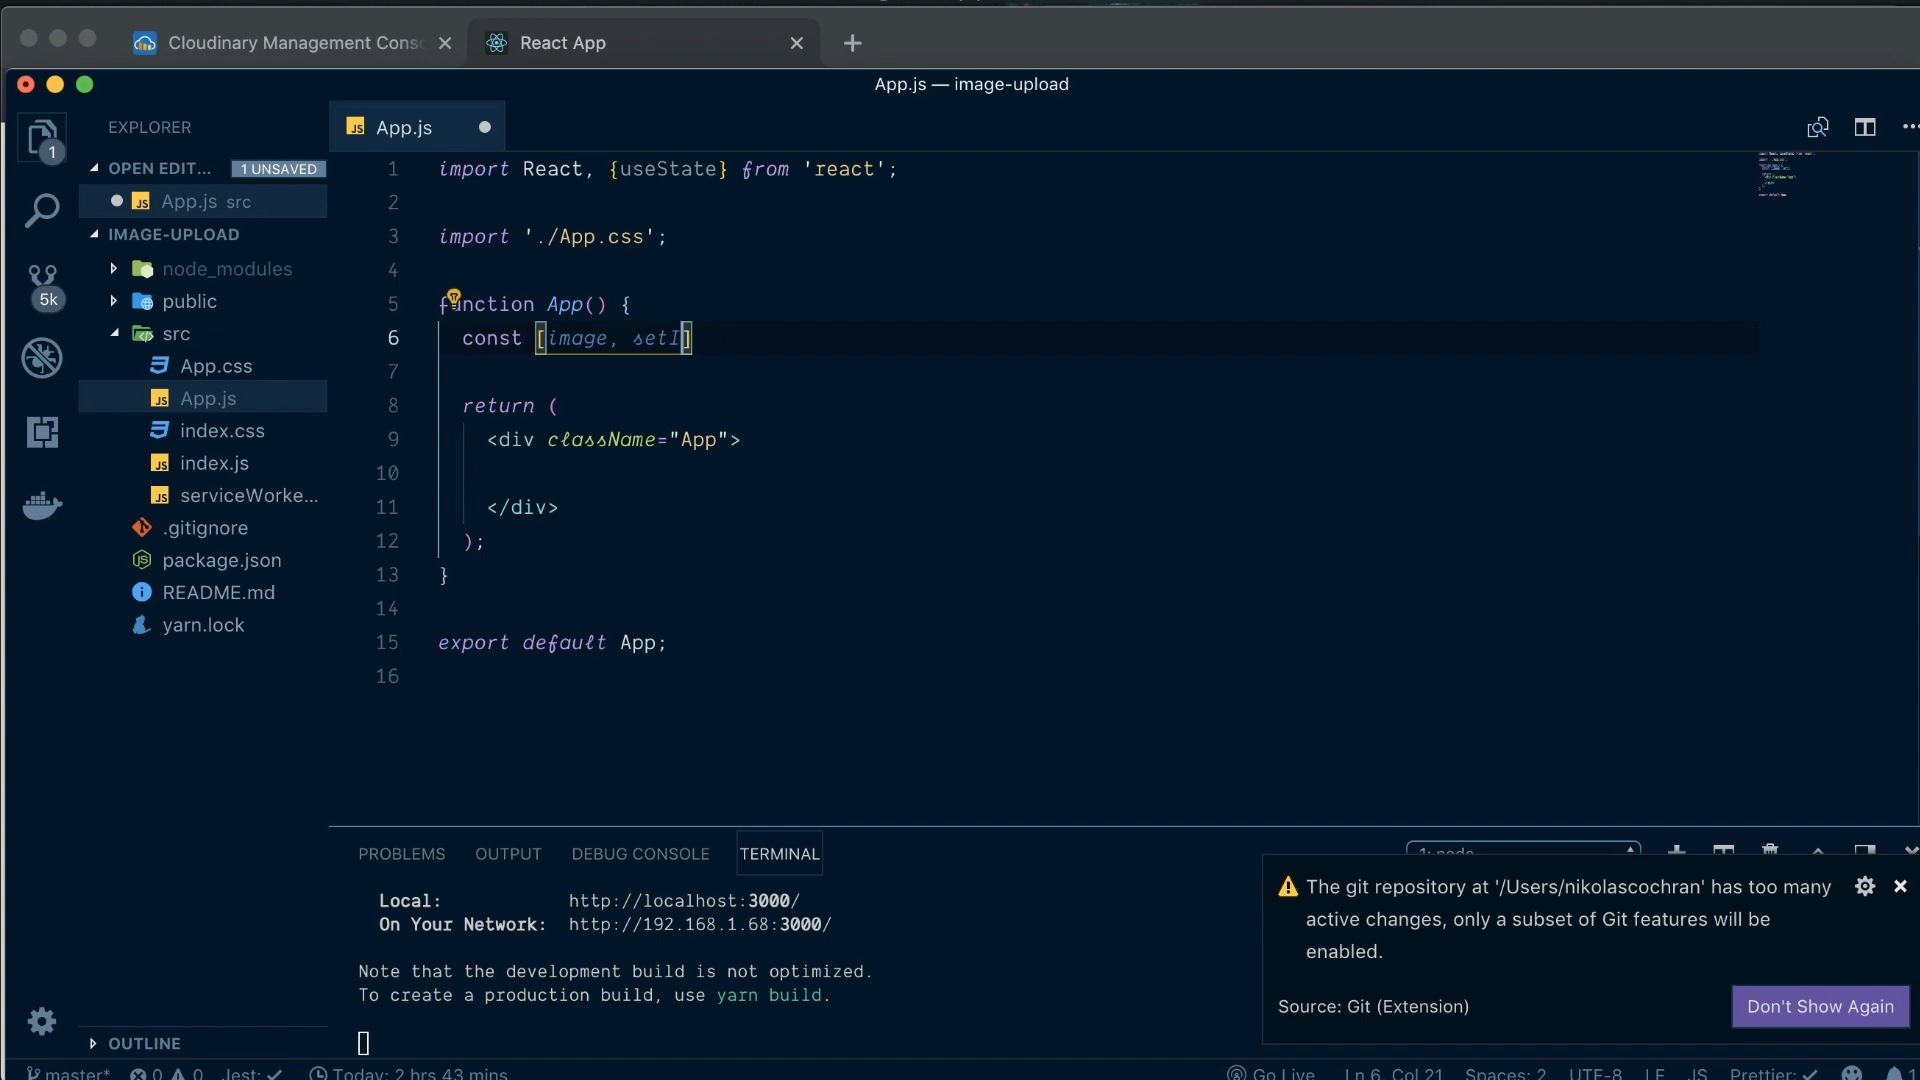 Cloudinary Management Conso
React App
App.js — image-upload
EXPLORER
OPEN EDIT... 1 UNSAVED
App.js src
IMAGE-UPLOAD
node_modules
public
src
App.css
App.js
index.css
index.js
serviceWorke...
.gitignore
package.json
README.md
yarn.lock
OUTLINE
1
5k
App.js
1 import React, {useState} from 'react';
2
3 import './App.css';
4
5 function App() {
6 const [image, setI]
7
8 return (
9 <div className="App">
10
11 </div>
12 );
13 }
14
15 export default App;
16
PROBLEMS OUTPUT DEBUG CONSOLE TERMINAL
1: node
Local: http://localhost:3000/
On Your Network: http://192.168.1.68:3000/
Note that the development build is not optimized.
To create a production build, use yarn build.
The git repository at '/Users/nikolascochran' has too many
active changes, only a subset of Git features will be
enabled.
Source: Git (Extension)
Don't Show Again
master* 0 0 Jest: Today: 2 hrs 43 mins Go Live Ln 6, Col 21 Spaces: 2 UTF-8 LF JS Prettier: 1